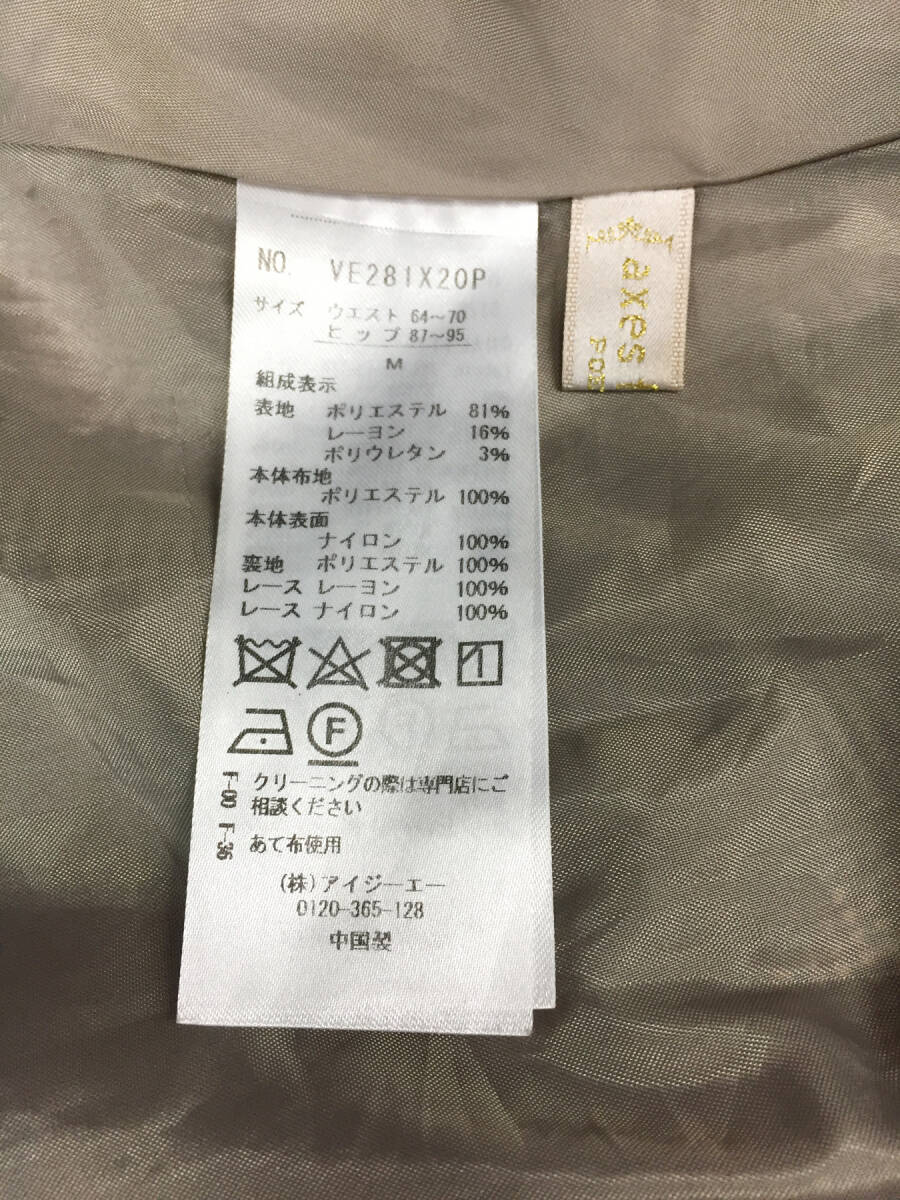 NO. VE281X20P
サイズ ウエスト 64～70
ヒップ 87～95
M
組成表示
表地 ポリエステル 81%
レーヨン 16%
ポリウレタン 3%
本体布地
ポリエステル 100%
本体表面
ナイロン 100%
裏地 ポリエステル 100%
レース レーヨン 100%
レース ナイロン 100%
F
F-00 クリーニングの際は専門店にご
相談ください
F-36 あて布使用
(株)アイジーエー
0120-365-128
中国製
axes